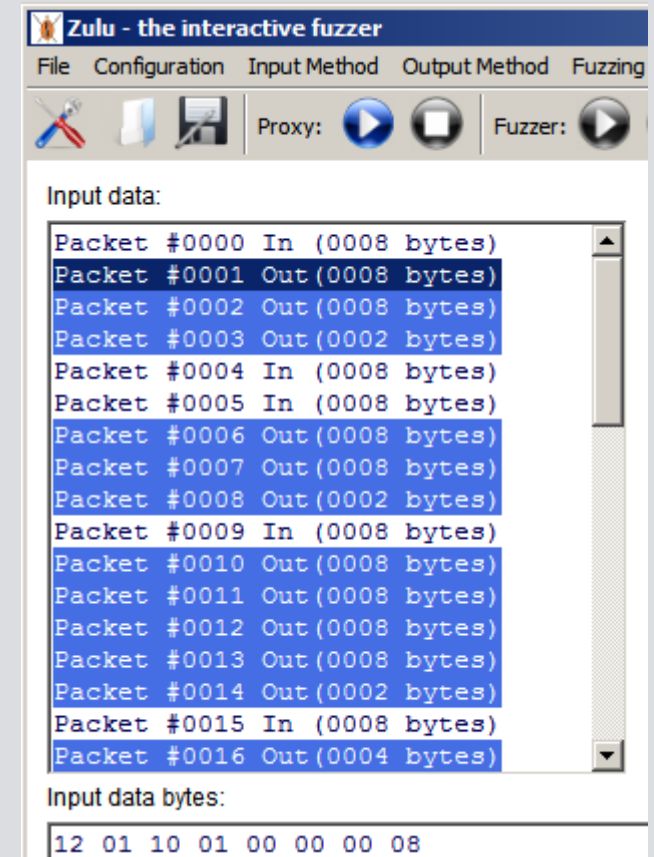 Zulu - the interactive fuzzer
File Configuration Input Method Output Method Fuzzing
Proxy: Fuzzer:
Input data:
Packet #0000 In (0008 bytes)
Packet #0001 Out(0008 bytes)
Packet #0002 Out(0008 bytes)
Packet #0003 Out(0002 bytes)
Packet #0004 In (0008 bytes)
Packet #0005 In (0008 bytes)
Packet #0006 Out(0008 bytes)
Packet #0007 Out(0008 bytes)
Packet #0008 Out(0002 bytes)
Packet #0009 In (0008 bytes)
Packet #0010 Out(0008 bytes)
Packet #0011 Out(0008 bytes)
Packet #0012 Out(0008 bytes)
Packet #0013 Out(0008 bytes)
Packet #0014 Out(0002 bytes)
Packet #0015 In (0008 bytes)
Packet #0016 Out(0004 bytes)
Input data bytes:
12 01 10 01 00 00 00 08